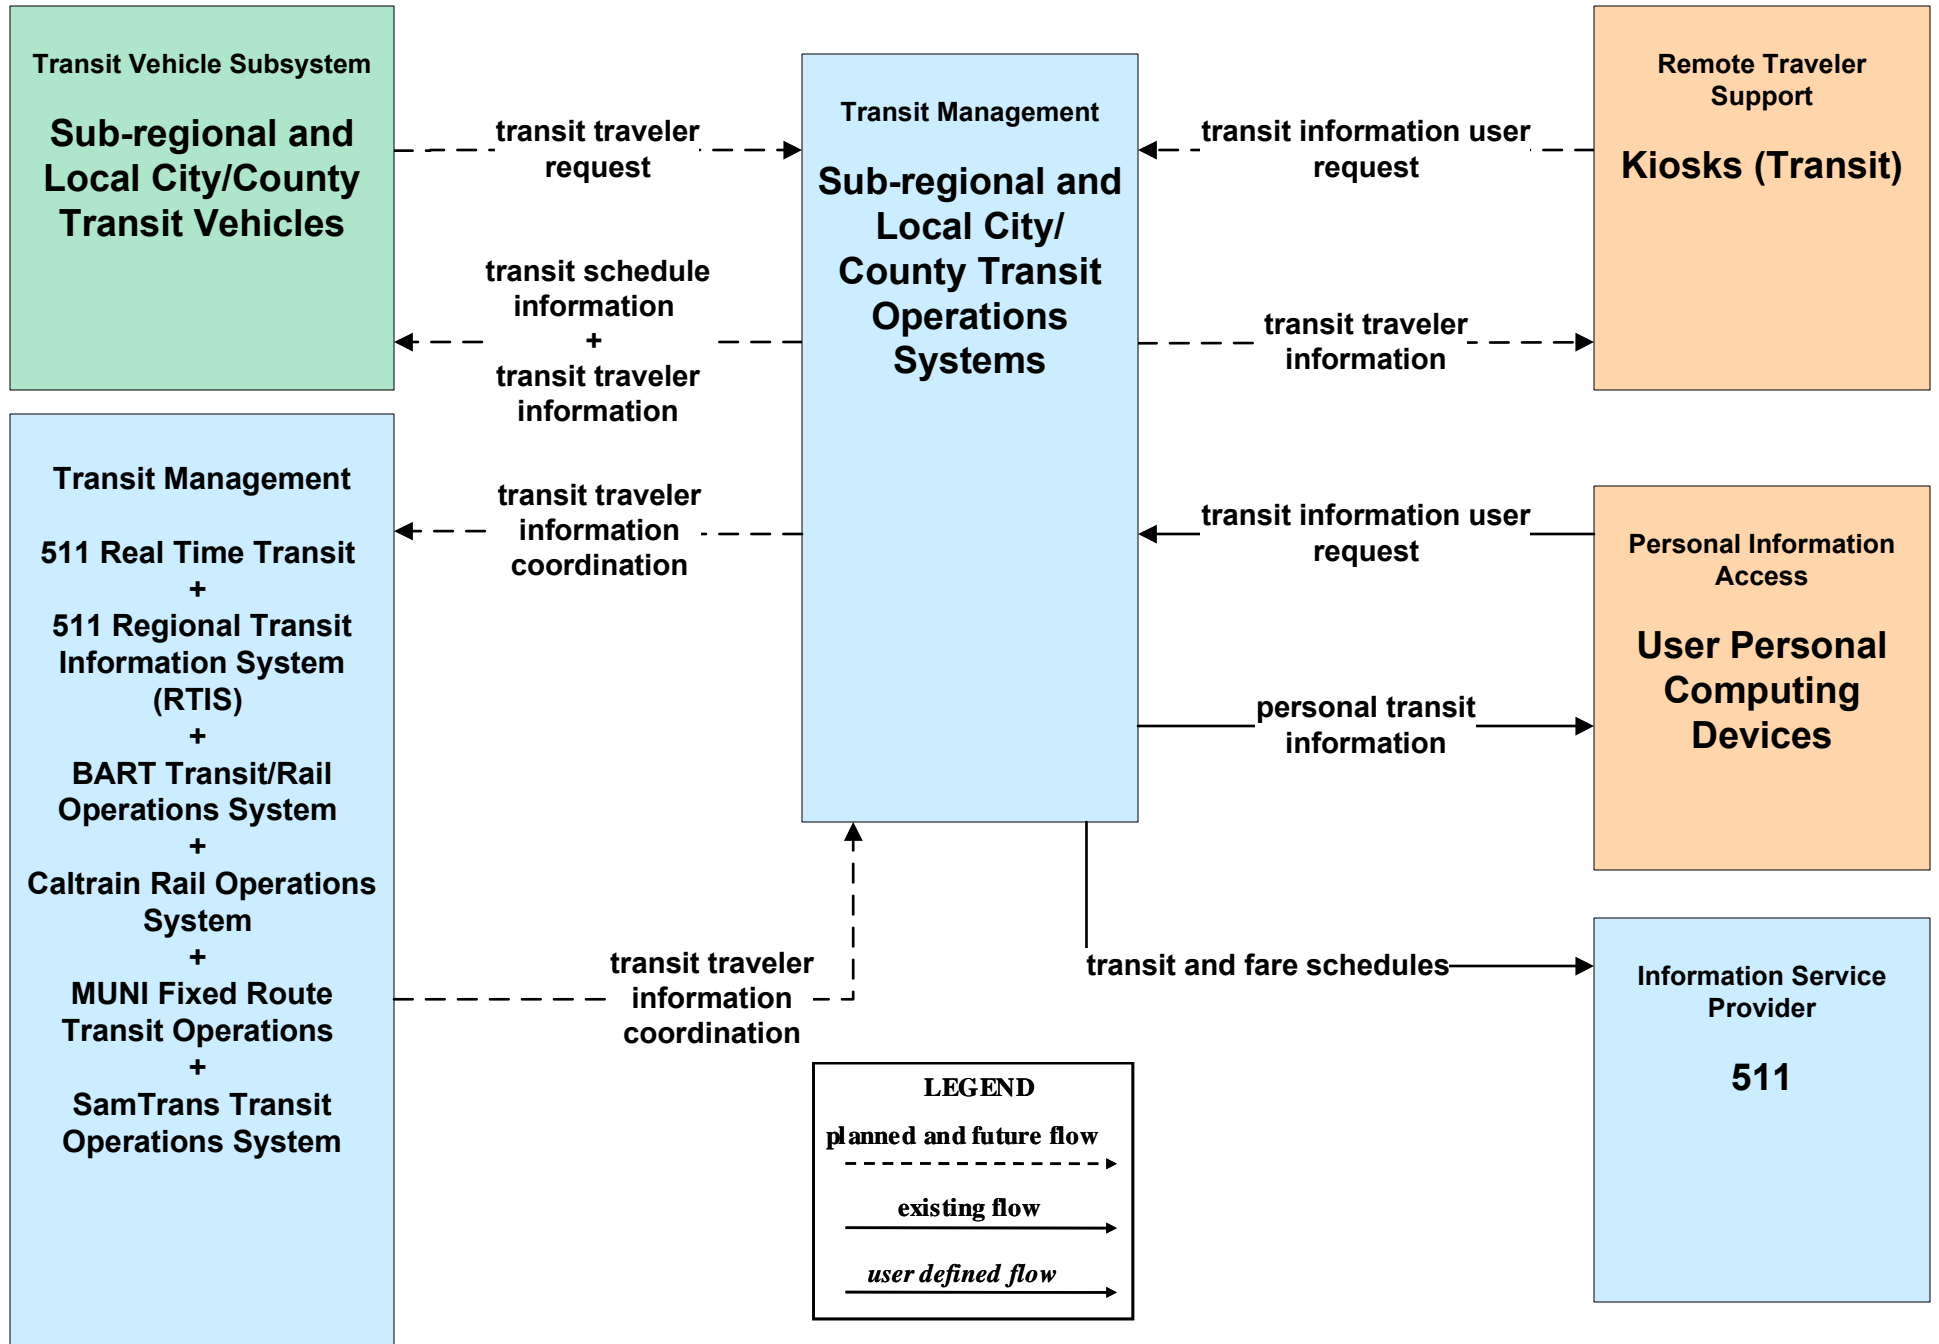 Transit Vehicle Subsystem
Sub-regional and
Local City/County
Transit Vehicles
transit traveler
request
transit schedule
information
+
transit traveler
information
Transit Management
Sub-regional and
Local City/
County Transit
Operations
Systems
transit information user
request
transit traveler
information
Remote Traveler
Support
Kiosks (Transit)
Transit Management
511 Real Time Transit
+
511 Regional Transit
Information System
(RTIS)
+
BART Transit/Rail
Operations System
+
Caltrain Rail Operations
System
+
MUNI Fixed Route
Transit Operations
+
SamTrans Transit
Operations System
transit traveler
information
coordination
transit traveler
information
coordination
transit information user
request
personal transit
information
Personal Information
Access
User Personal
Computing
Devices
transit and fare schedules
Information Service
Provider
511
LEGEND
planned and future flow
existing flow
user defined flow